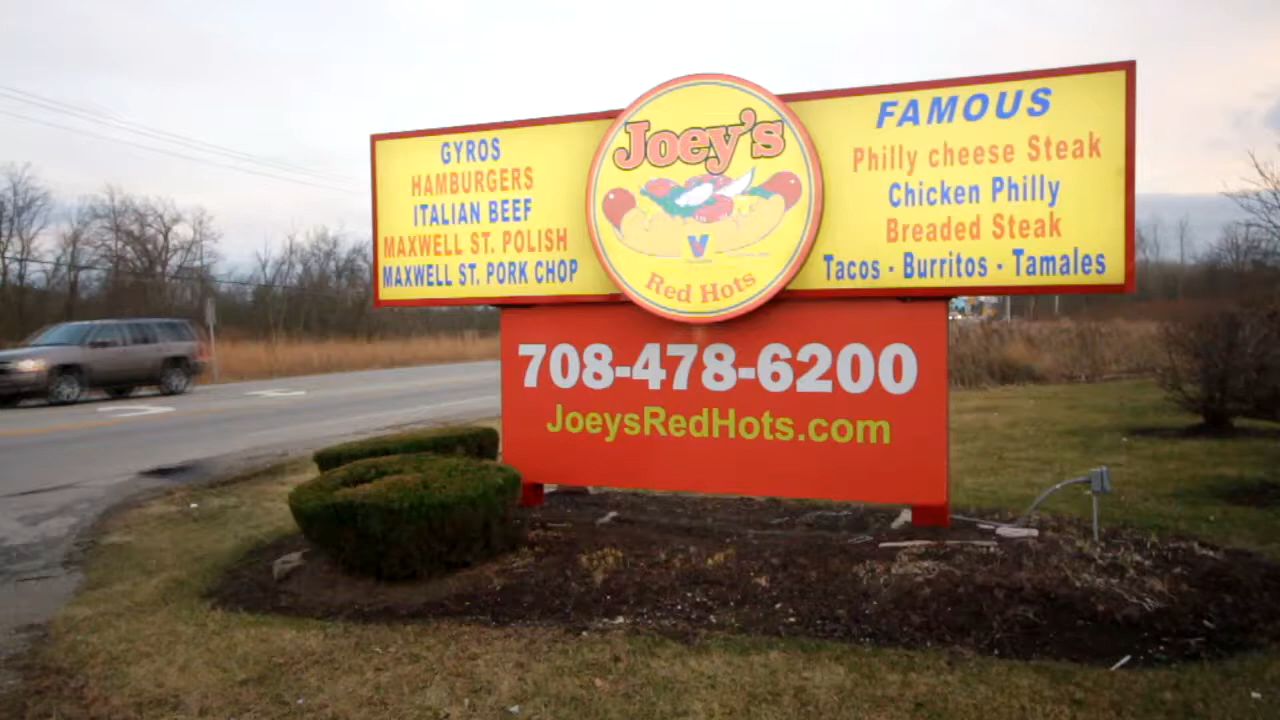 GYROS
HAMBURGERS
ITALIAN BEEF
MAXWELL ST. POLISH
MAXWELL ST. PORK CHOP
Joey's
Red Hots
FAMOUS
Philly cheese Steak
Chicken Philly
Breaded Steak
Tacos - Burritos - Tamales
708-478-6200
JoeysRedHots.com